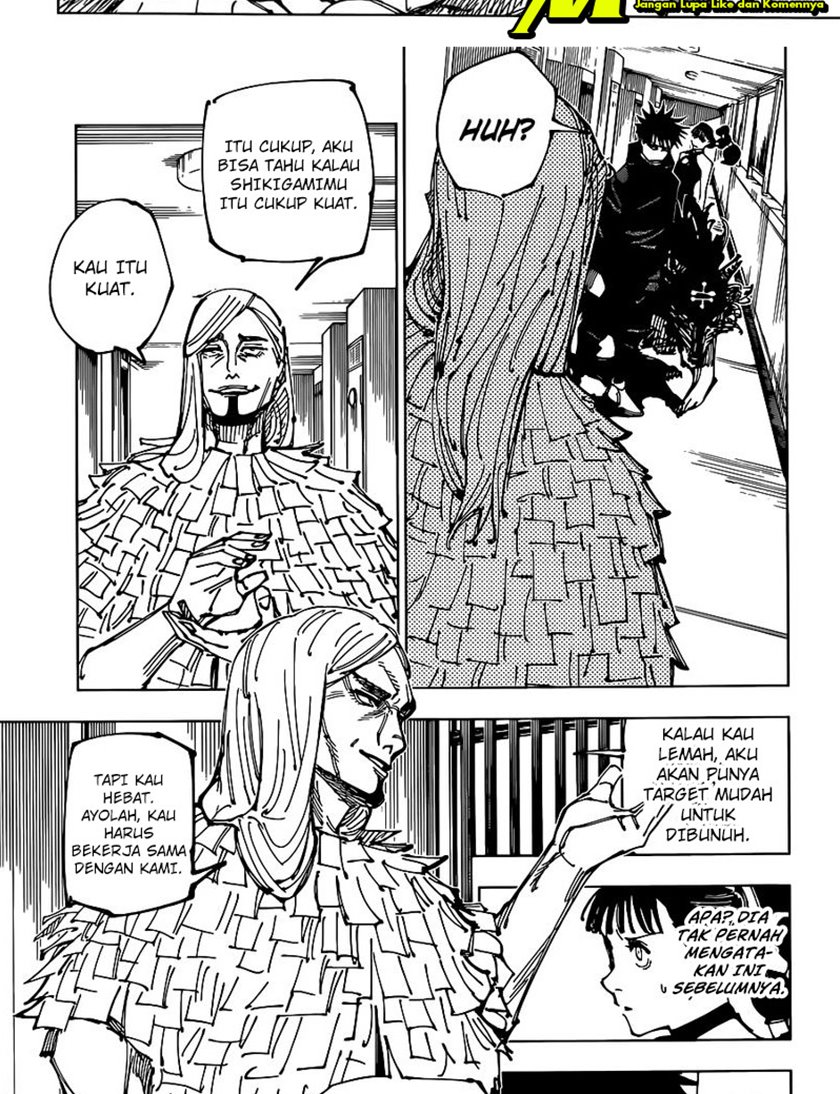 Jangan Lupa Like dan Komennya
HUH?
ITU CUKUP, AKU
BISA TAHU KALAU
SHIKIGAMIMU
ITU CUKUP KUAT.
KAU ITU
KUAT.
KALAU KAU
LEMAH, AKU
AKAN PUNYA
TARGET MUDAH
UNTUK
DIBUNUH.
TAPI KAU
HEBAT.
AYOLAH, KAU
HARUS
BEKERJA SAMA
DENGAN KAMI.
APA? DIA
TAK PERNAH
MENGATA-
KAN INI
SEBELUMNYA.